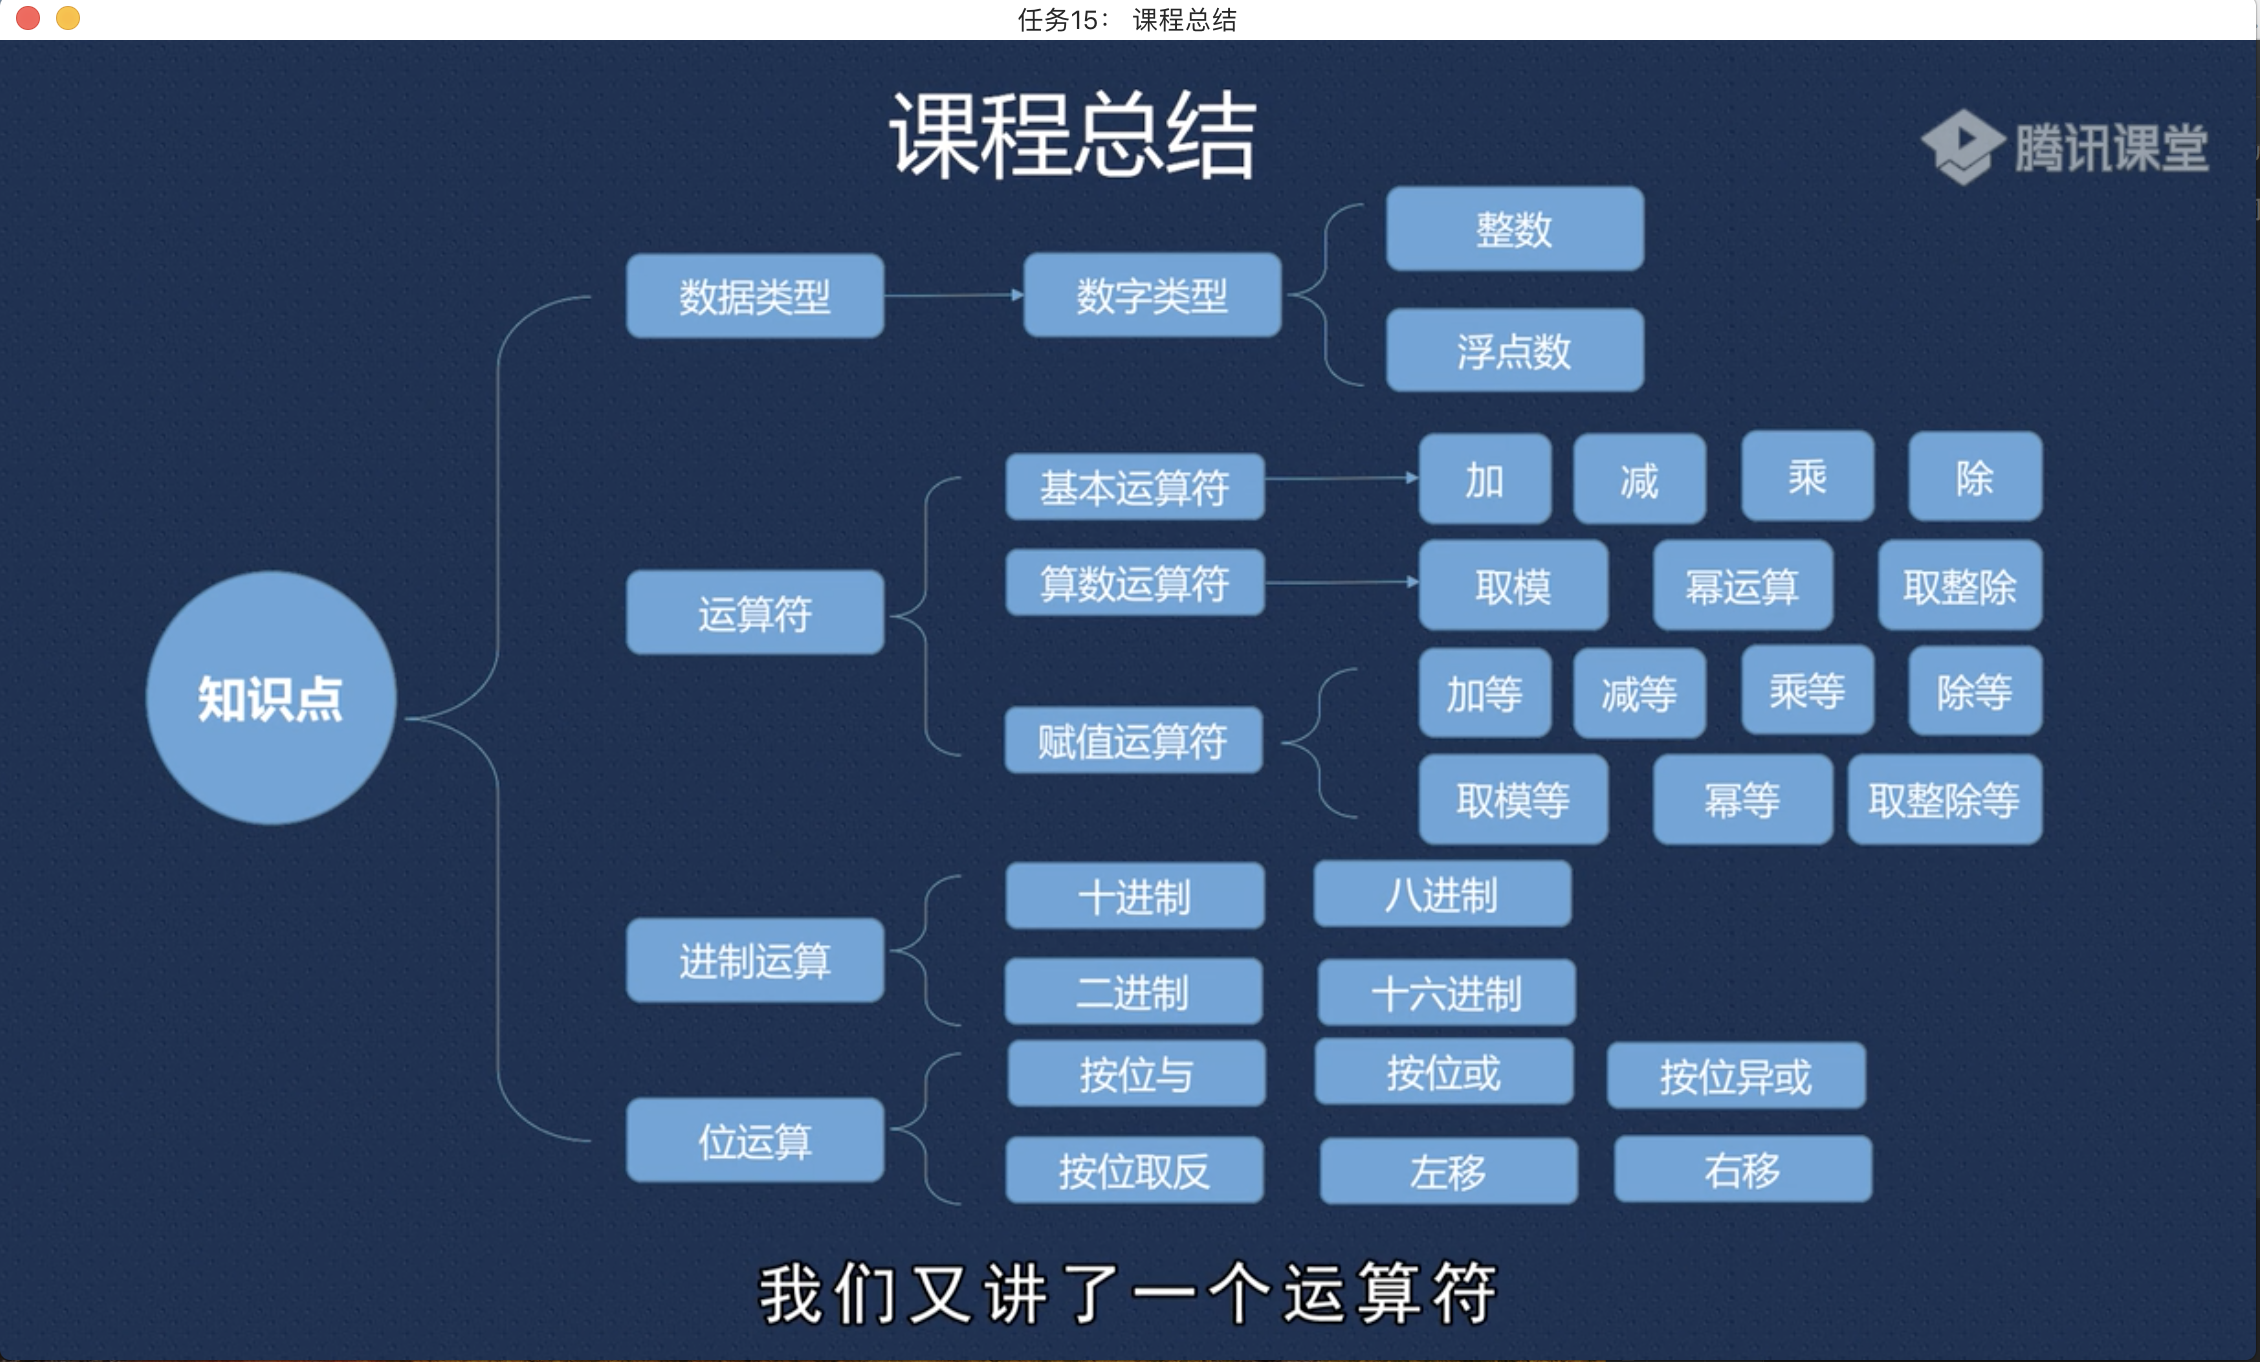 任务15： 课程总结
课程总结
腾讯课堂
整数
数据类型
数字类型
浮点数
基本运算符
加 减 乘 除
运算符
算数运算符
取模 幂运算 取整除
知识点
赋值运算符
加等 减等 乘等 除等
取模等 幂等 取整除等
进制运算
十进制 八进制
二进制 十六进制
位运算
按位与 按位或 按位异或
按位取反 左移 右移
我们又讲了一个运算符